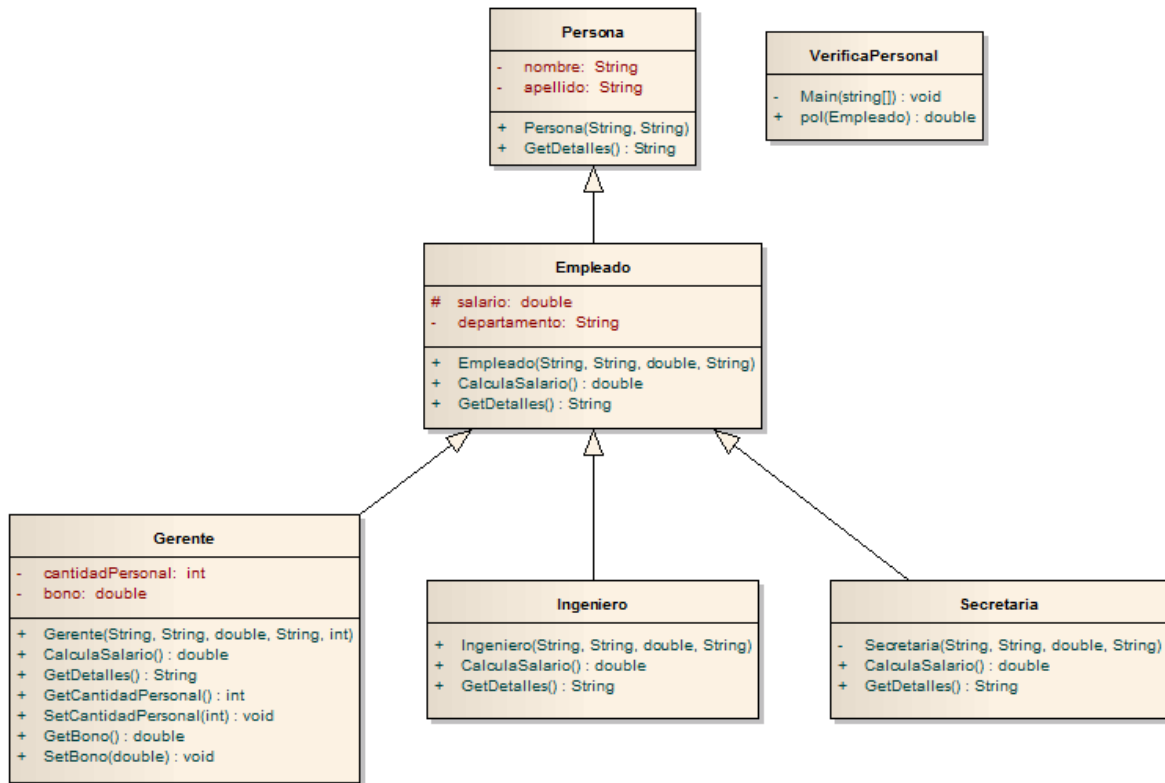 Persona
- nombre: String
- apellido: String
+ Persona(String, String)
+ GetDetalles() : String
VerificaPersonal
- Main(string[]) : void
+ pol(Empleado) : double
Empleado
# salario: double
- departamento: String
+ Empleado(String, String, double, String)
+ CalculaSalario() : double
+ GetDetalles() : String
Gerente
- cantidadPersonal: int
- bono: double
+ Gerente(String, String, double, String, int)
+ CalculaSalario() : double
+ GetDetalles() : String
+ GetCantidadPersonal() : int
+ SetCantidadPersonal(int) : void
+ GetBono() : double
+ SetBono(double) : void
Ingeniero
+ Ingeniero(String, String, double, String)
+ CalculaSalario() : double
+ GetDetalles() : String
Secretaria
- Secretaria(String, String, double, String)
+ CalculaSalario() : double
+ GetDetalles() : String